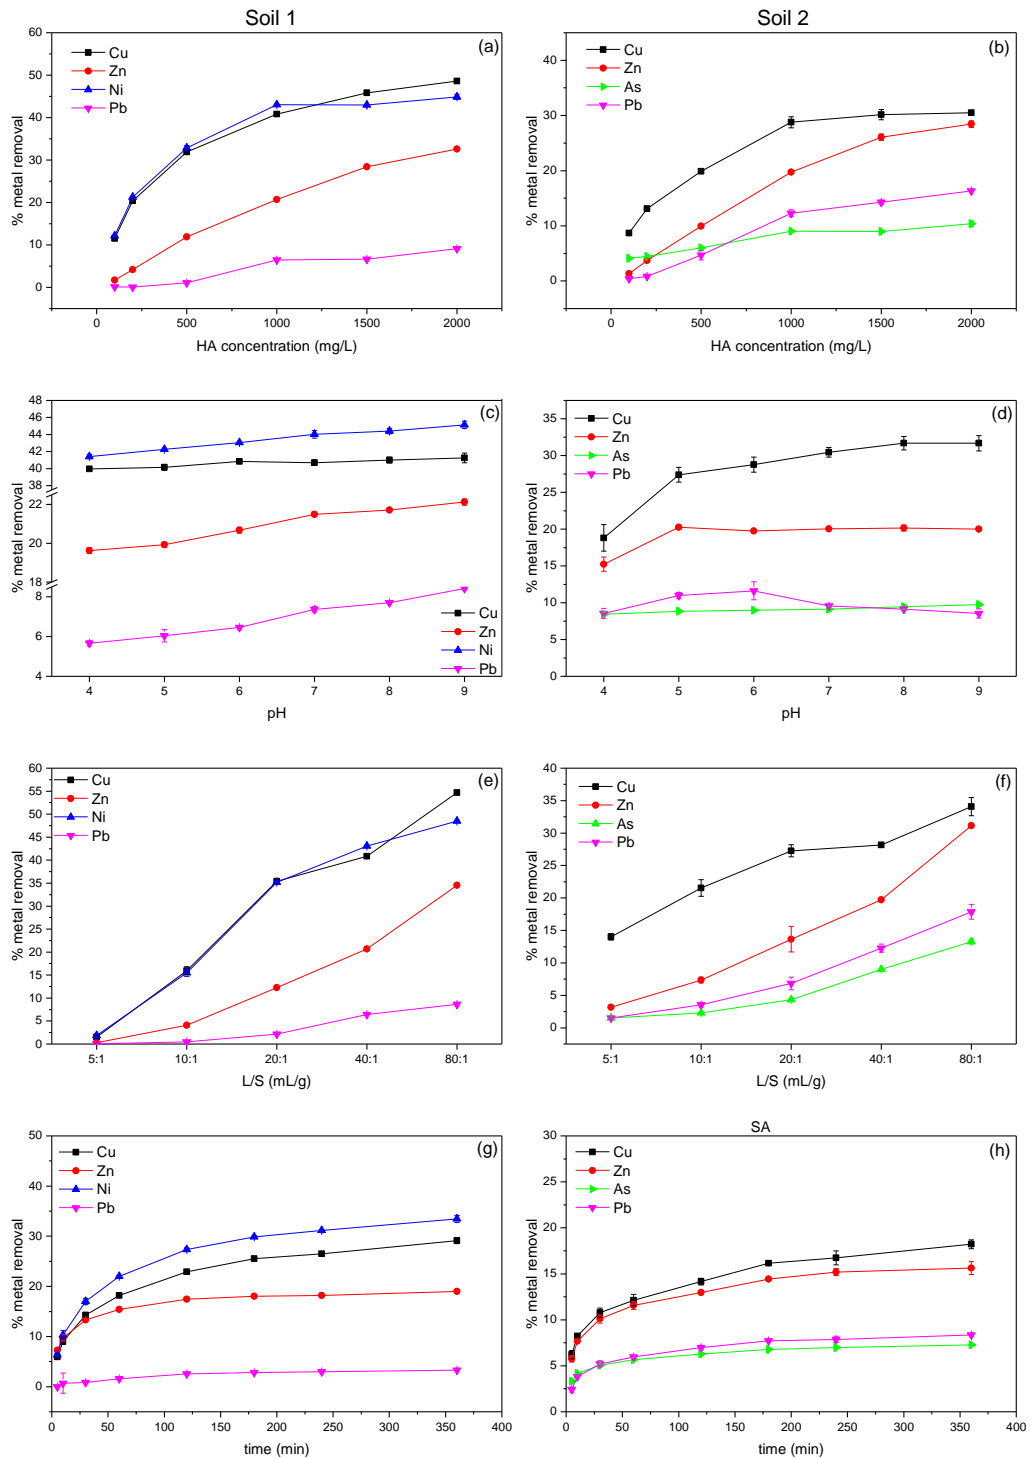 Soil 1
Soil 2
60
50
40
30
20
10
0
% metal removal
Cu
Zn
Ni
Pb
(a)
0
500
1000
1500
2000
HA concentration (mg/L)
40
30
20
10
0
% metal removal
Cu
Zn
As
Pb
(b)
0
500
1000
1500
2000
HA concentration (mg/L)
48
46
44
42
40
38
22
20
18
8
6
4
% metal removal
(c)
Cu
Zn
Ni
Pb
4
5
6
7
8
9
pH
35
30
25
20
15
10
5
0
% metal removal
Cu
Zn
As
Pb
(d)
4
5
6
7
8
9
pH
60
55
50
45
40
35
30
25
20
15
10
5
0
% metal removal
Cu
Zn
Ni
Pb
(e)
5:1
10:1
20:1
40:1
80:1
L/S (mL/g)
40
35
30
25
20
15
10
5
0
% metal removal
Cu
Zn
As
Pb
(f)
5:1
10:1
20:1
40:1
80:1
L/S (mL/g)
50
40
30
20
10
0
% metal removal
Cu
Zn
Ni
Pb
(g)
0
50
100
150
200
250
300
350
400
time (min)
SA
30
25
20
15
10
5
0
% metal removal
Cu
Zn
As
Pb
(h)
0
50
100
150
200
250
300
350
400
time (min)